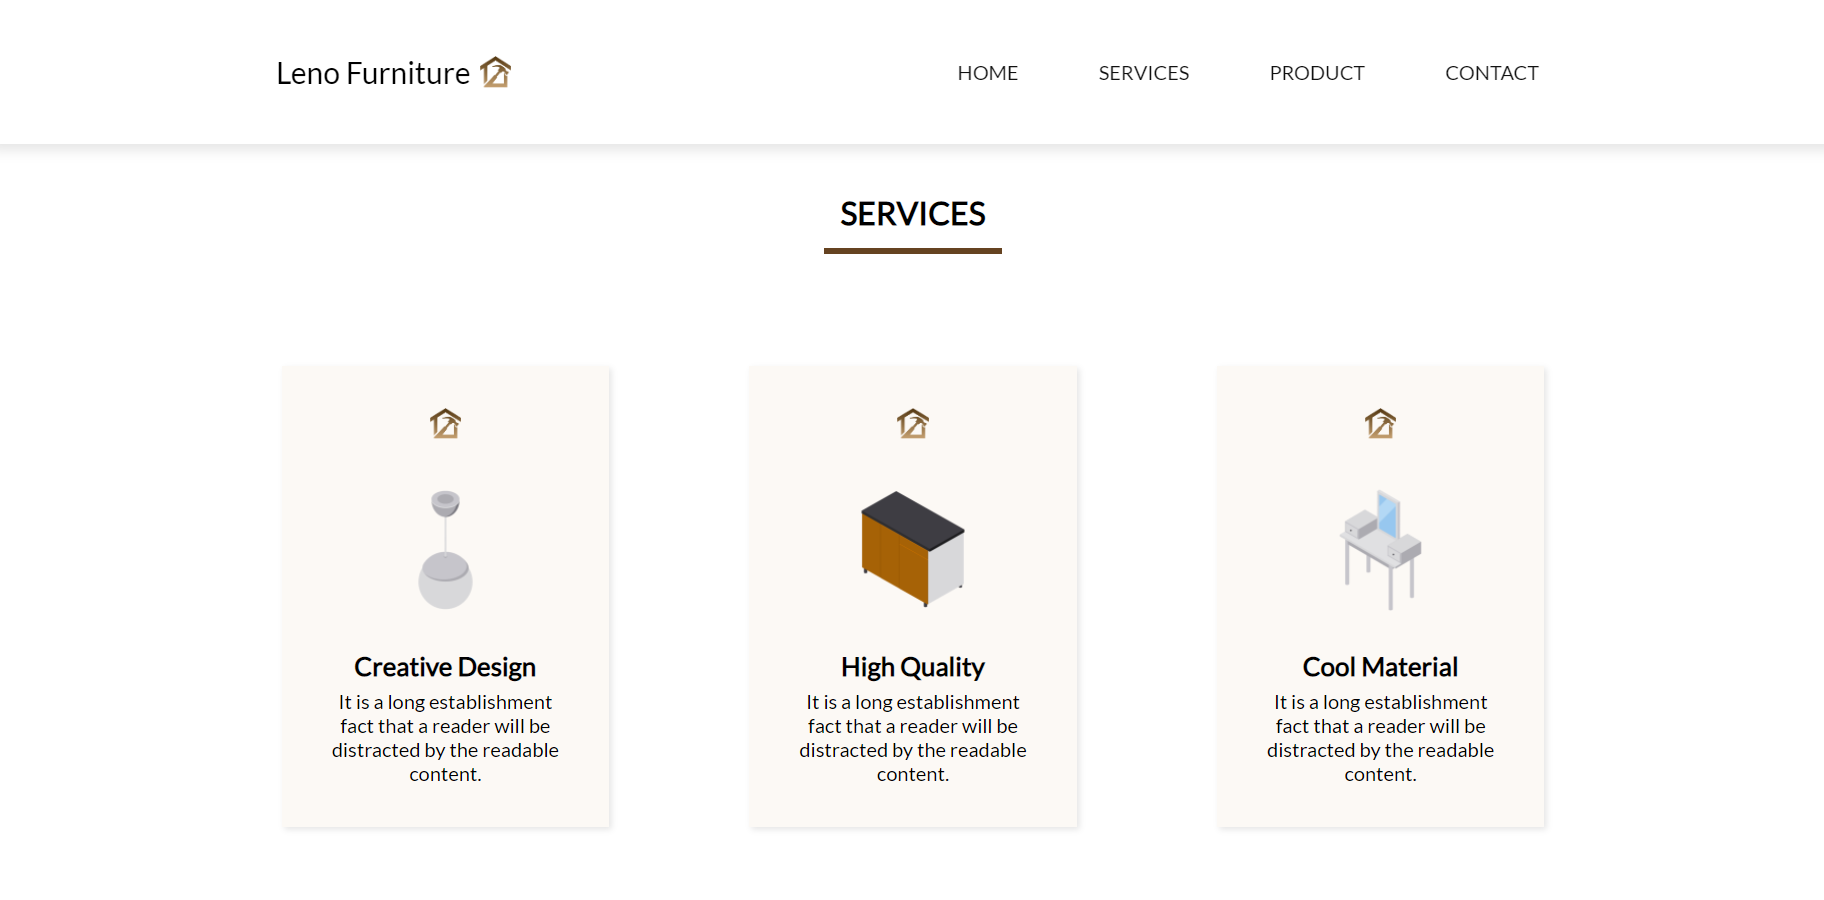 Leno Furniture
HOME SERVICES PRODUCT CONTACT
SERVICES
Creative Design
It is a long establishment
fact that a reader will be
distracted by the readable
content.
High Quality
It is a long establishment
fact that a reader will be
distracted by the readable
content.
Cool Material
It is a long establishment
fact that a reader will be
distracted by the readable
content.